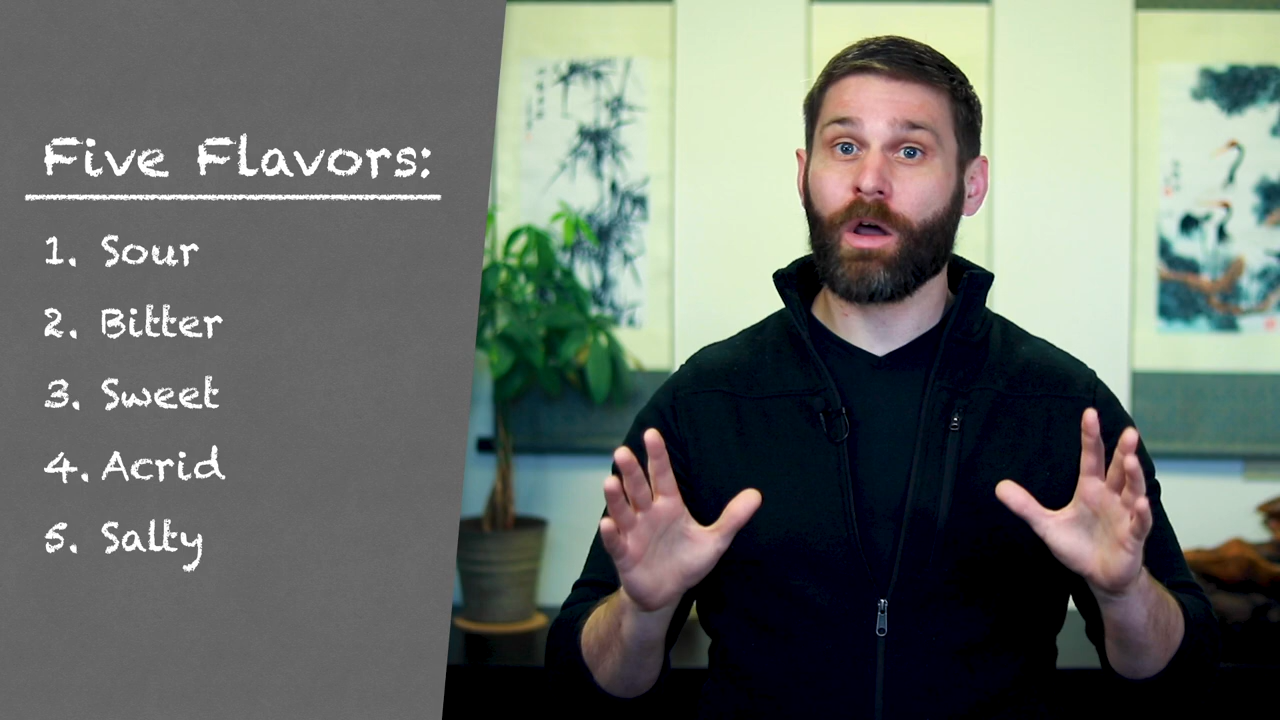 Five Flavors:
1. Sour
2. Bitter
3. Sweet
4. Acrid
5. Salty